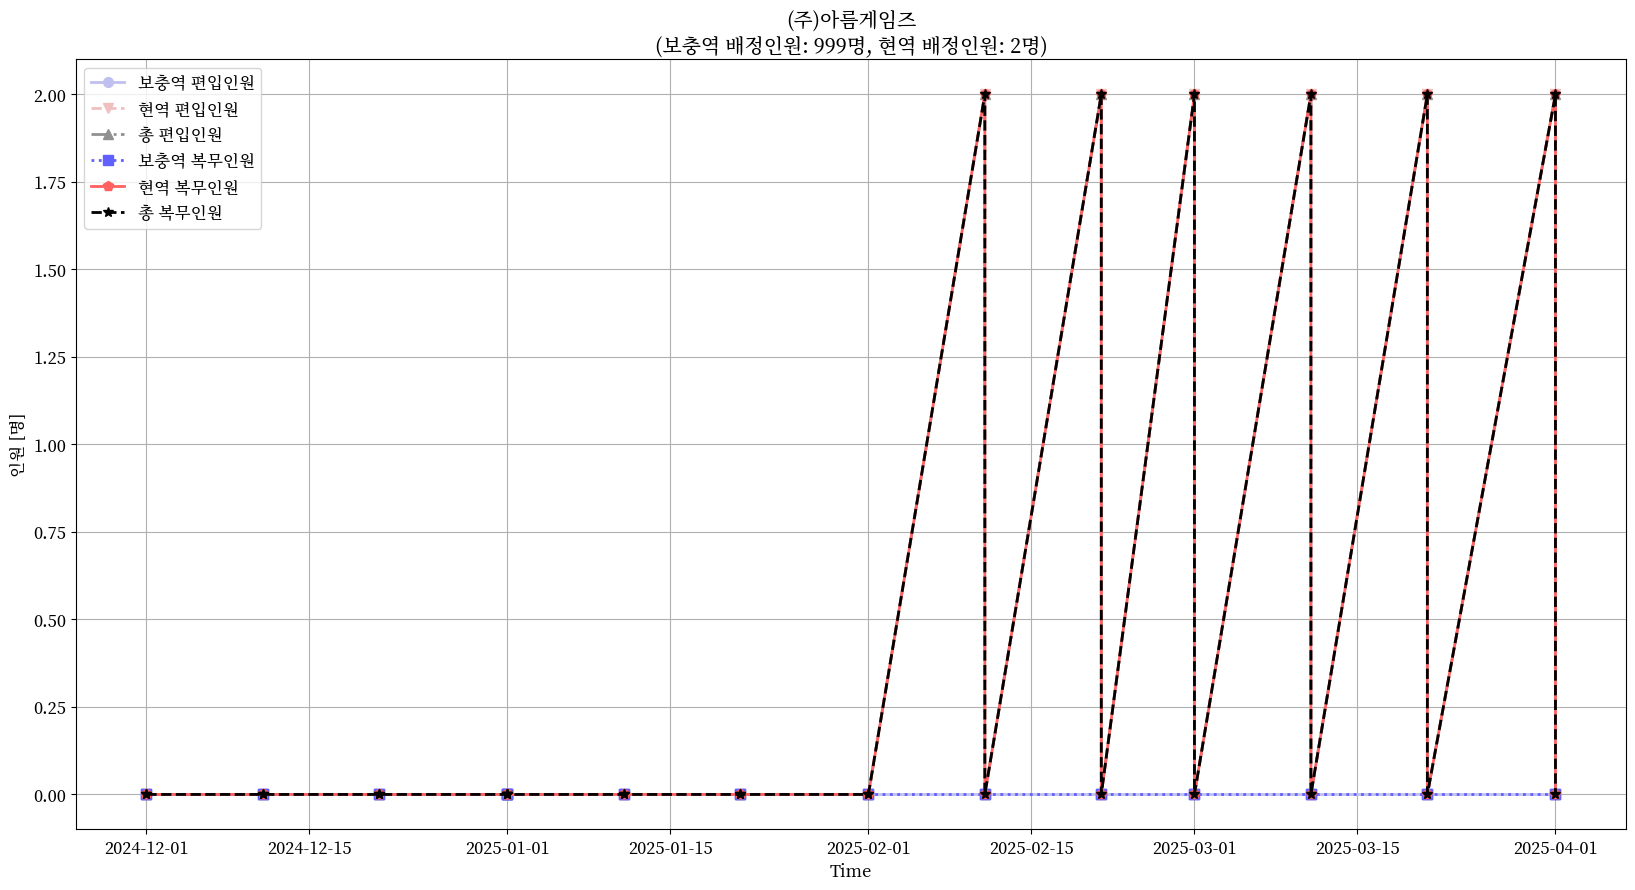 (주)아름게임즈
(보충역 배정인원: 999명, 현역 배정인원: 2명)
보충역 편입인원
현역 편입인원
총 편입인원
보충역 복무인원
현역 복무인원
총 복무인원
인원 [명]
2.00
1.75
1.50
1.25
1.00
0.75
0.50
0.25
0.00
2024-12-01 2024-12-15 2025-01-01 2025-01-15 2025-02-01 2025-02-15 2025-03-01 2025-03-15 2025-04-01
Time